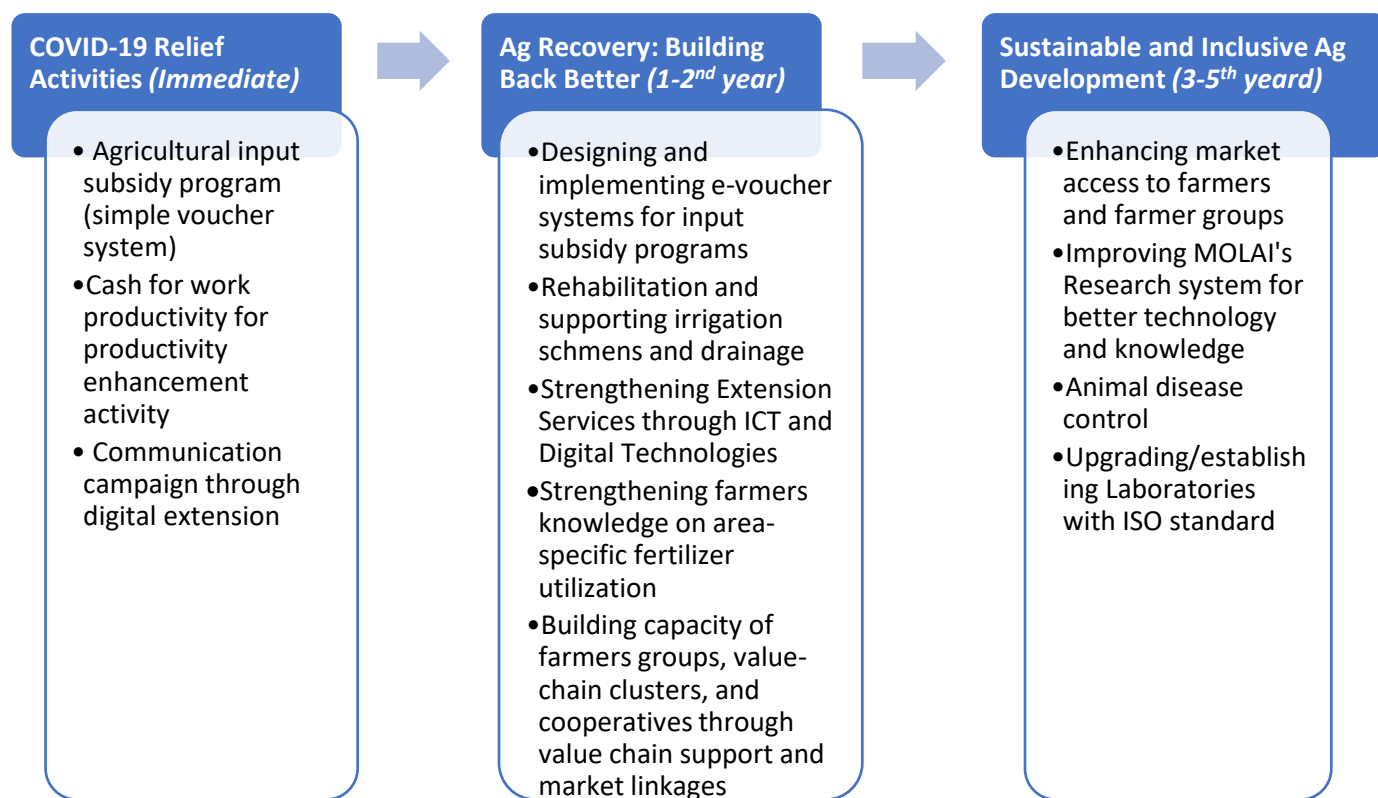 COVID-19 Relief
Activities (Immediate)
• Agricultural input
subsidy program
(simple voucher
system)
•Cash for work
productivity for
productivity
enhancement
activity
• Communication
campaign through
digital extension
Ag Recovery: Building
Back Better (1-2nd year)
•Designing and
implementing e-voucher
systems for input
subsidy programs
•Rehabilitation and
supporting irrigation
schmens and drainage
•Strengthening Extension
Services through ICT and
Digital Technologies
•Strengthening farmers
knowledge on area-
specific fertilizer
utilization
•Building capacity of
farmers groups, value-
chain clusters, and
cooperatives through
value chain support and
market linkages
Sustainable and Inclusive Ag
Development (3-5th yeard)
•Enhancing market
access to farmers
and farmer groups
•Improving MOLAI's
Research system for
better technology
and knowledge
•Animal disease
control
•Upgrading/establish
ing Laboratories
with ISO standard